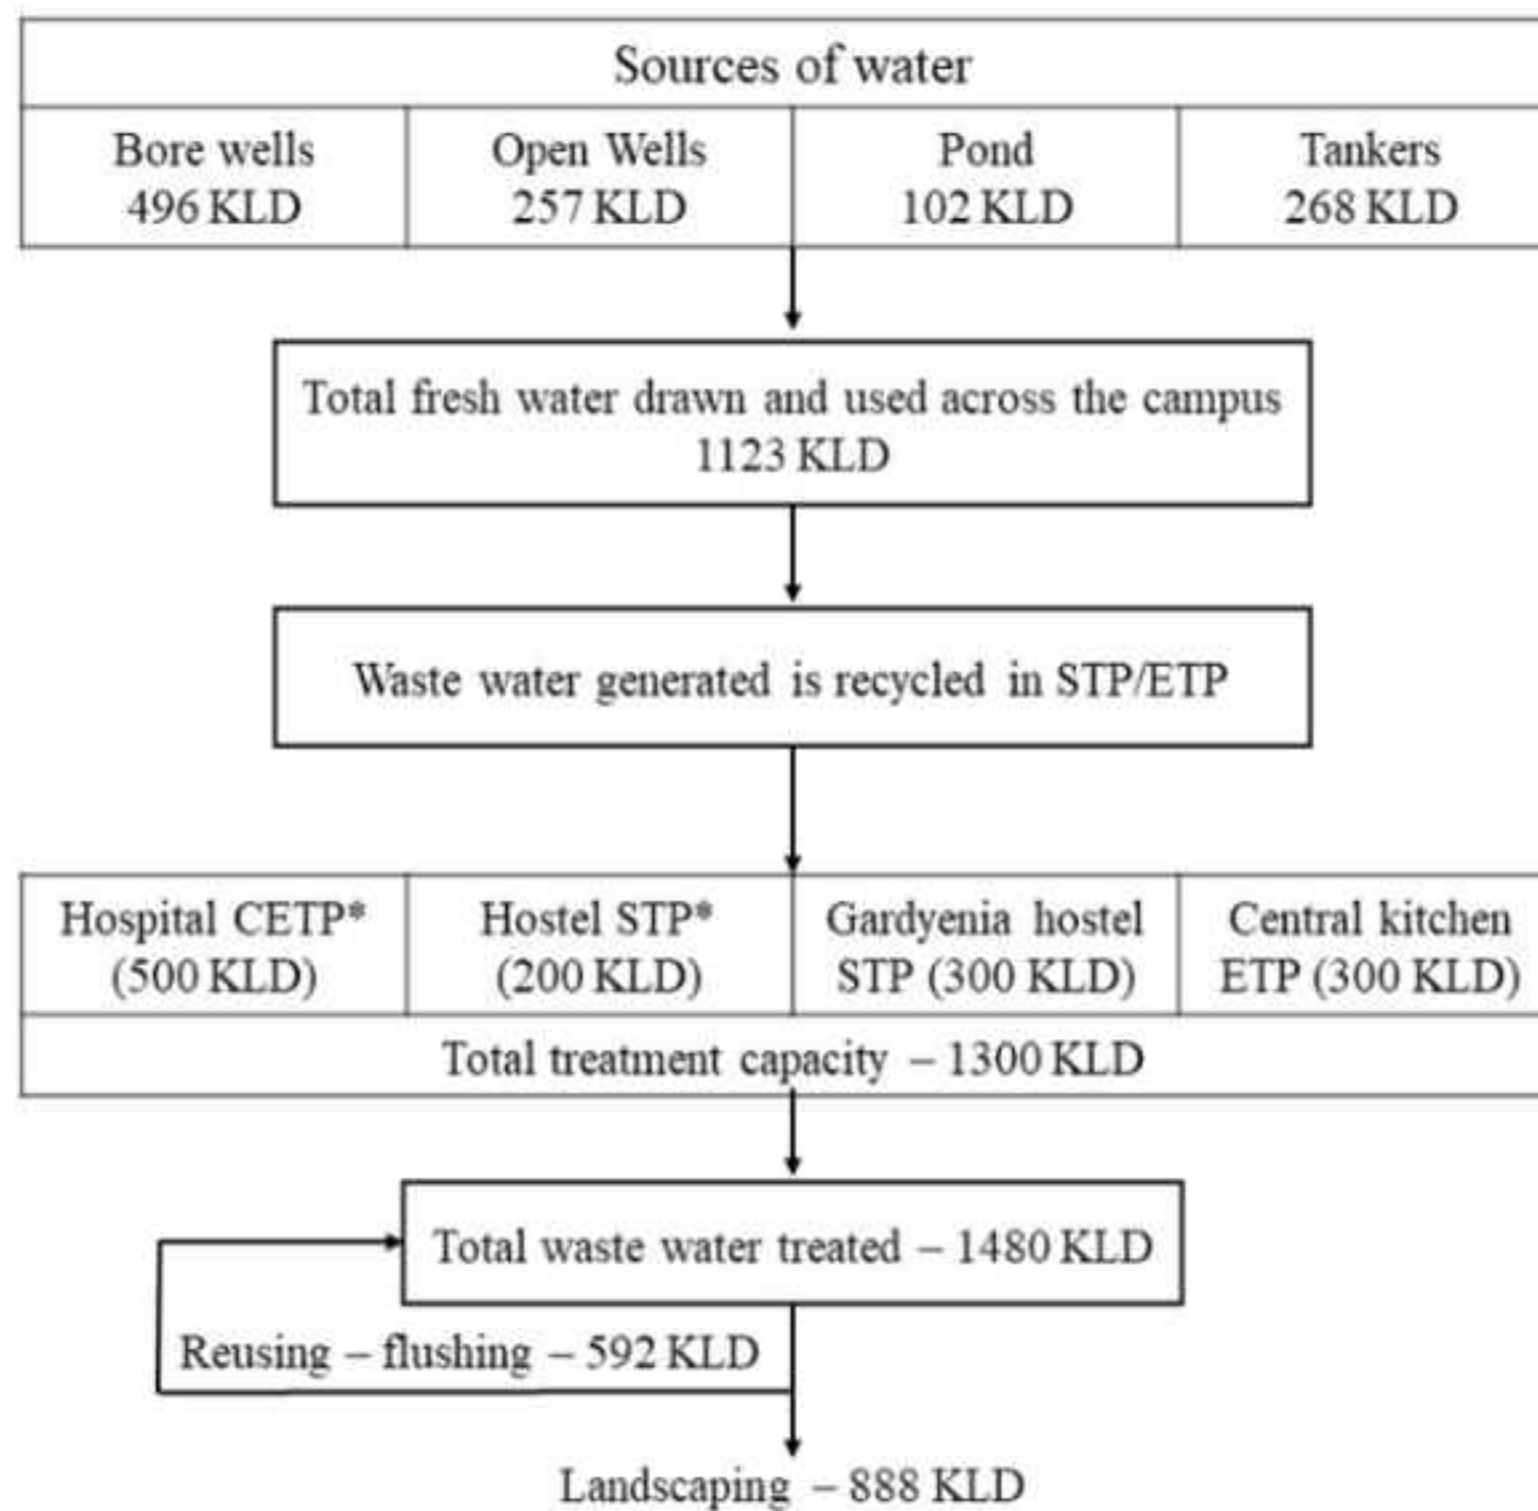 Sources of water
Bore wells
496 KLD
Open Wells
257 KLD
Pond
102 KLD
Tankers
268 KLD
Total fresh water drawn and used across the campus
1123 KLD
Waste water generated is recycled in STP/ETP
Hospital CETP*
(500 KLD)
Hostel STP*
(200 KLD)
Gardyenia hostel
STP (300 KLD)
Central kitchen
ETP (300 KLD)
Total treatment capacity – 1300 KLD
Total waste water treated – 1480 KLD
Reusing – flushing – 592 KLD
Landscaping – 888 KLD